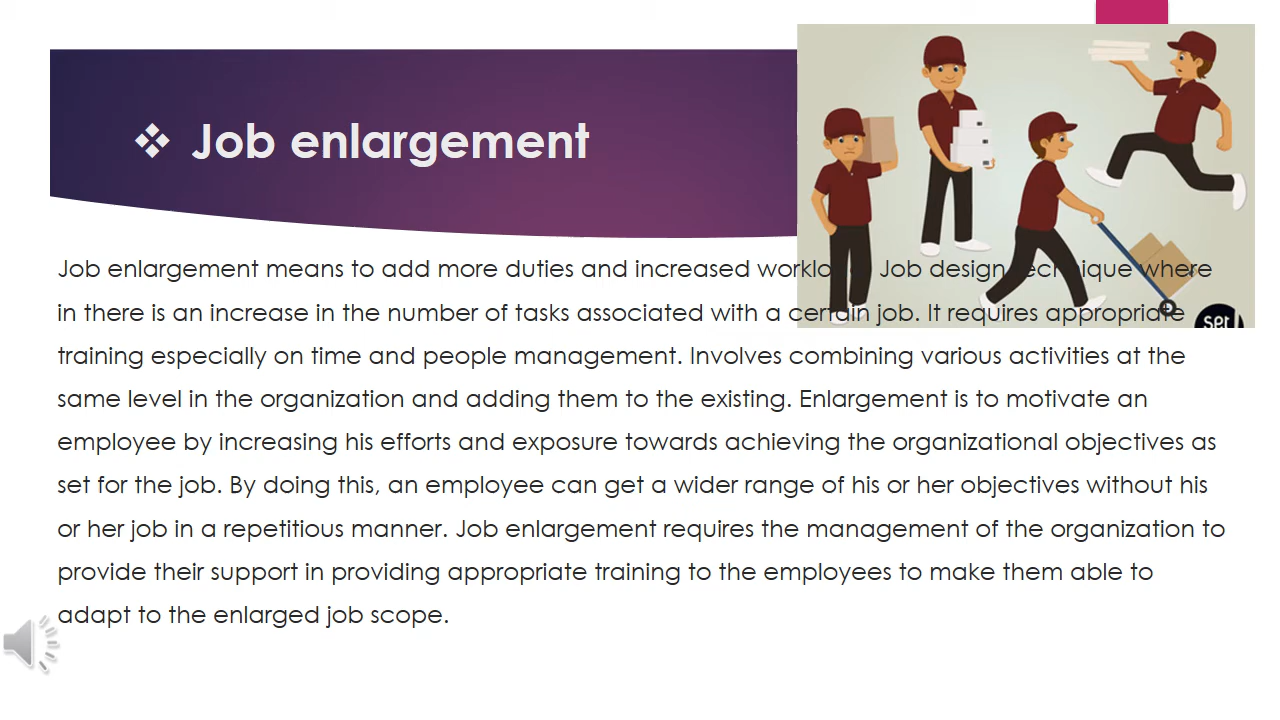 ❖ Job enlargement
Job enlargement means to add more duties and increased workload. Job design technique where
in there is an increase in the number of tasks associated with a certain job. It requires appropriate
training especially on time and people management. Involves combining various activities at the
same level in the organization and adding them to the existing. Enlargement is to motivate an
employee by increasing his efforts and exposure towards achieving the organizational objectives as
set for the job. By doing this, an employee can get a wider range of his or her objectives without his
or her job in a repetitious manner. Job enlargement requires the management of the organization to
provide their support in providing appropriate training to the employees to make them able to
adapt to the enlarged job scope.